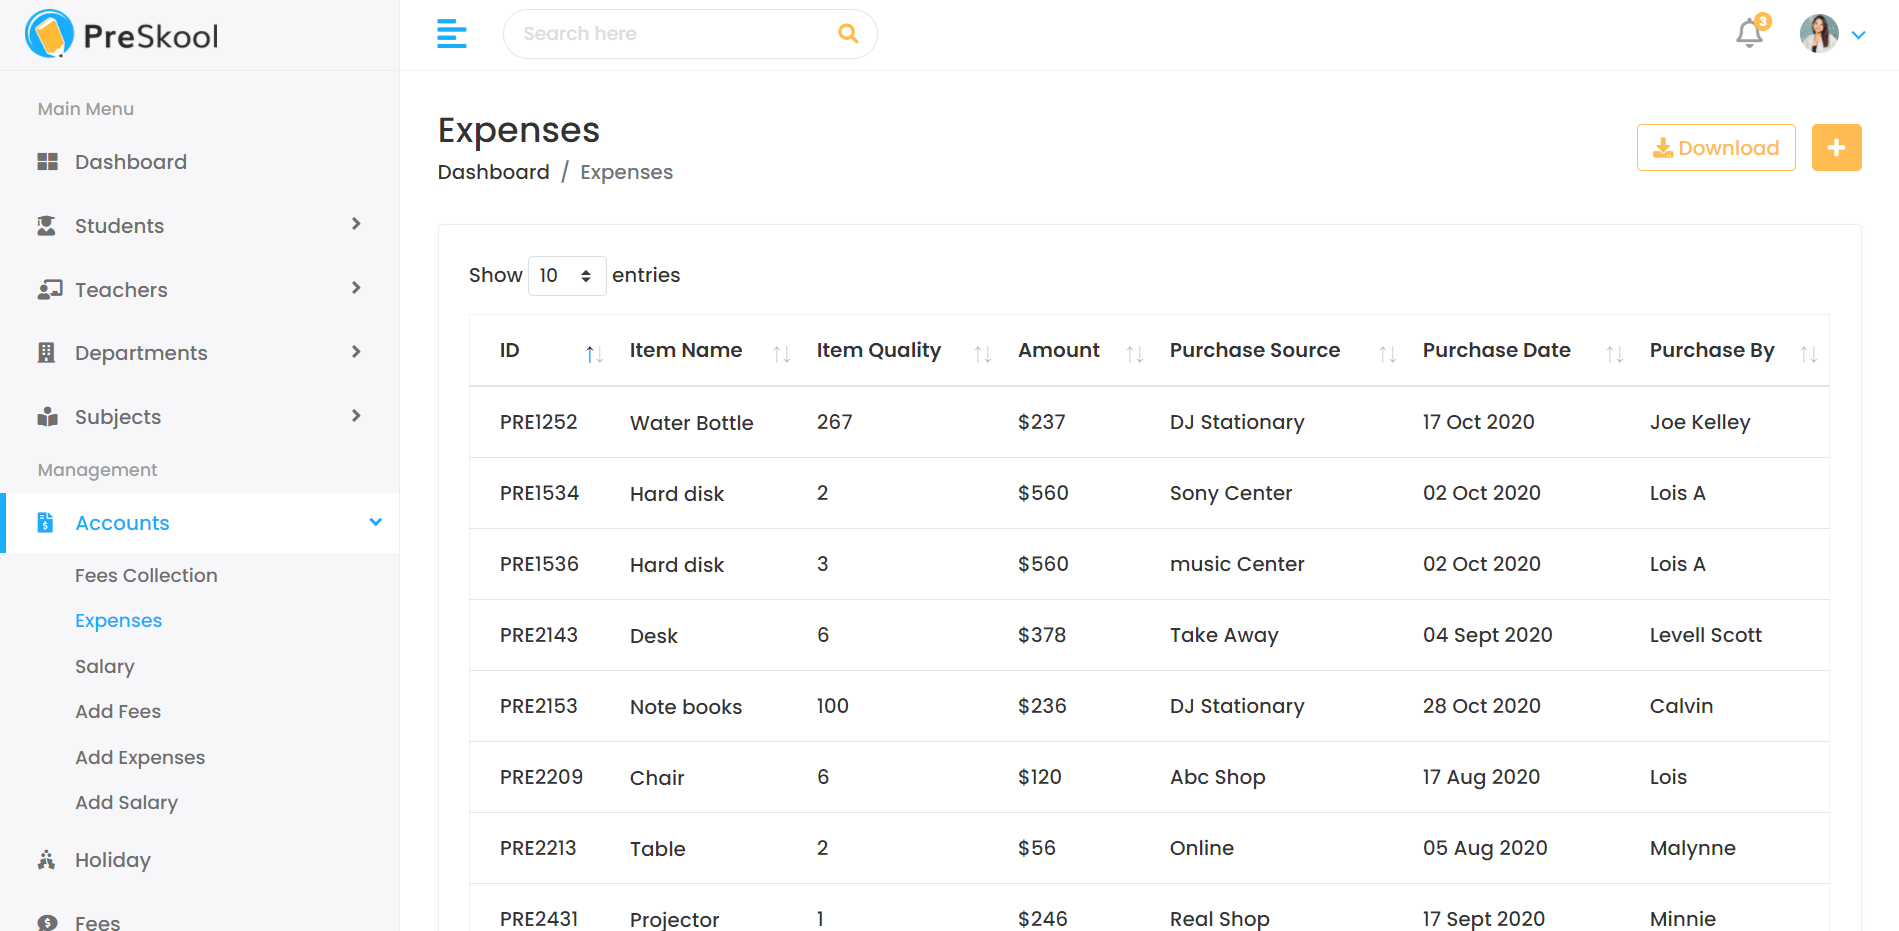 PreSkool
Search here
3
Main Menu
Dashboard
Students
Teachers
Departments
Subjects
Management
Accounts
Fees Collection
Expenses
Salary
Add Fees
Add Expenses
Add Salary
Holiday
Fees
Expenses
Dashboard / Expenses
Download
Show 10 entries
ID Item Name Item Quality Amount Purchase Source Purchase Date Purchase By
PRE1252 Water Bottle 267 $237 DJ Stationary 17 Oct 2020 Joe Kelley
PRE1534 Hard disk 2 $560 Sony Center 02 Oct 2020 Lois A
PRE1536 Hard disk 3 $560 music Center 02 Oct 2020 Lois A
PRE2143 Desk 6 $378 Take Away 04 Sept 2020 Levell Scott
PRE2153 Note books 100 $236 DJ Stationary 28 Oct 2020 Calvin
PRE2209 Chair 6 $120 Abc Shop 17 Aug 2020 Lois
PRE2213 Table 2 $56 Online 05 Aug 2020 Malynne
PRE2431 Projector 1 $246 Real Shop 17 Sept 2020 Minnie